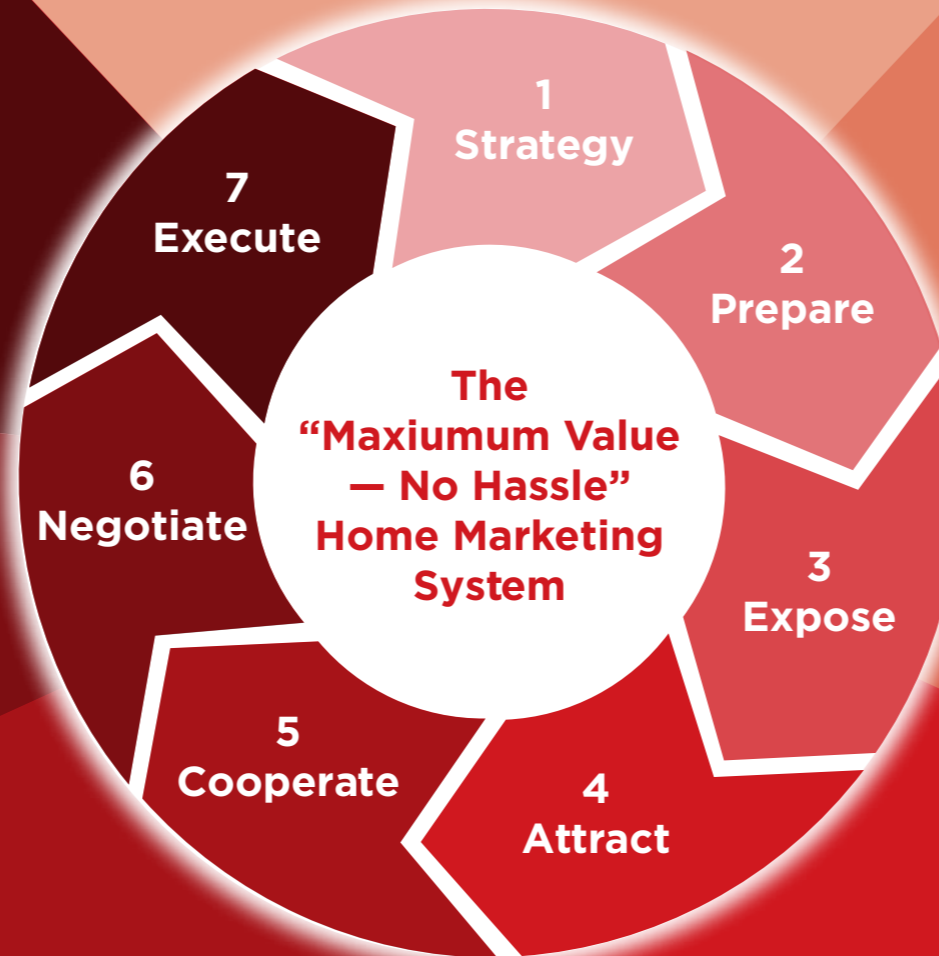 1
Strategy
2
Prepare
3
Expose
4
Attract
5
Cooperate
6
Negotiate
7
Execute
The
“Maxiumum Value
— No Hassle”
Home Marketing
System